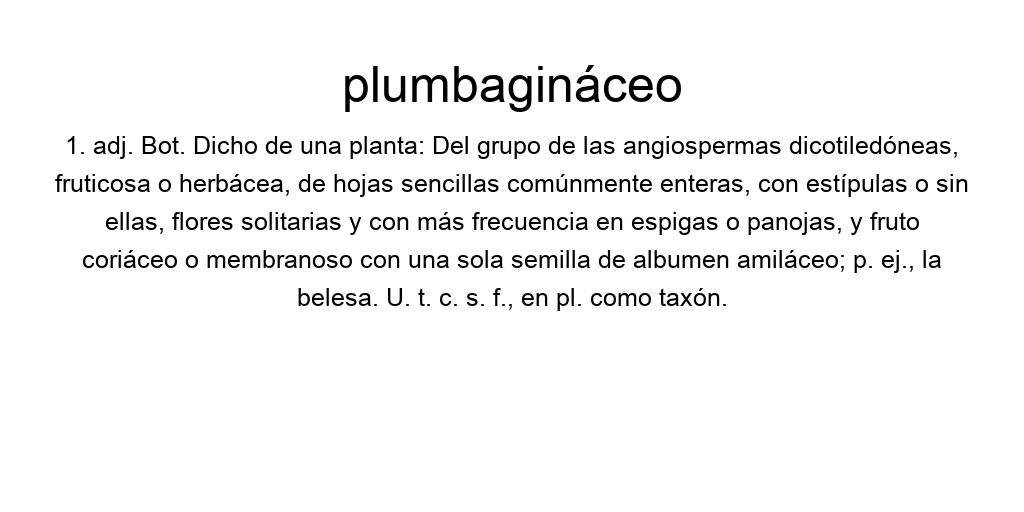 plumbagináceo
1. adj. Bot. Dicho de una planta: Del grupo de las angiospermas dicotiledóneas,
fruticosa o herbácea, de hojas sencillas comúnmente enteras, con estípulas o sin
ellas, flores solitarias y con más frecuencia en espigas o panojas, y fruto
coriáceo o membranoso con una sola semilla de albumen amiláceo; p. ej., la
belesa. U. t. c. s. f., en pl. como taxón.